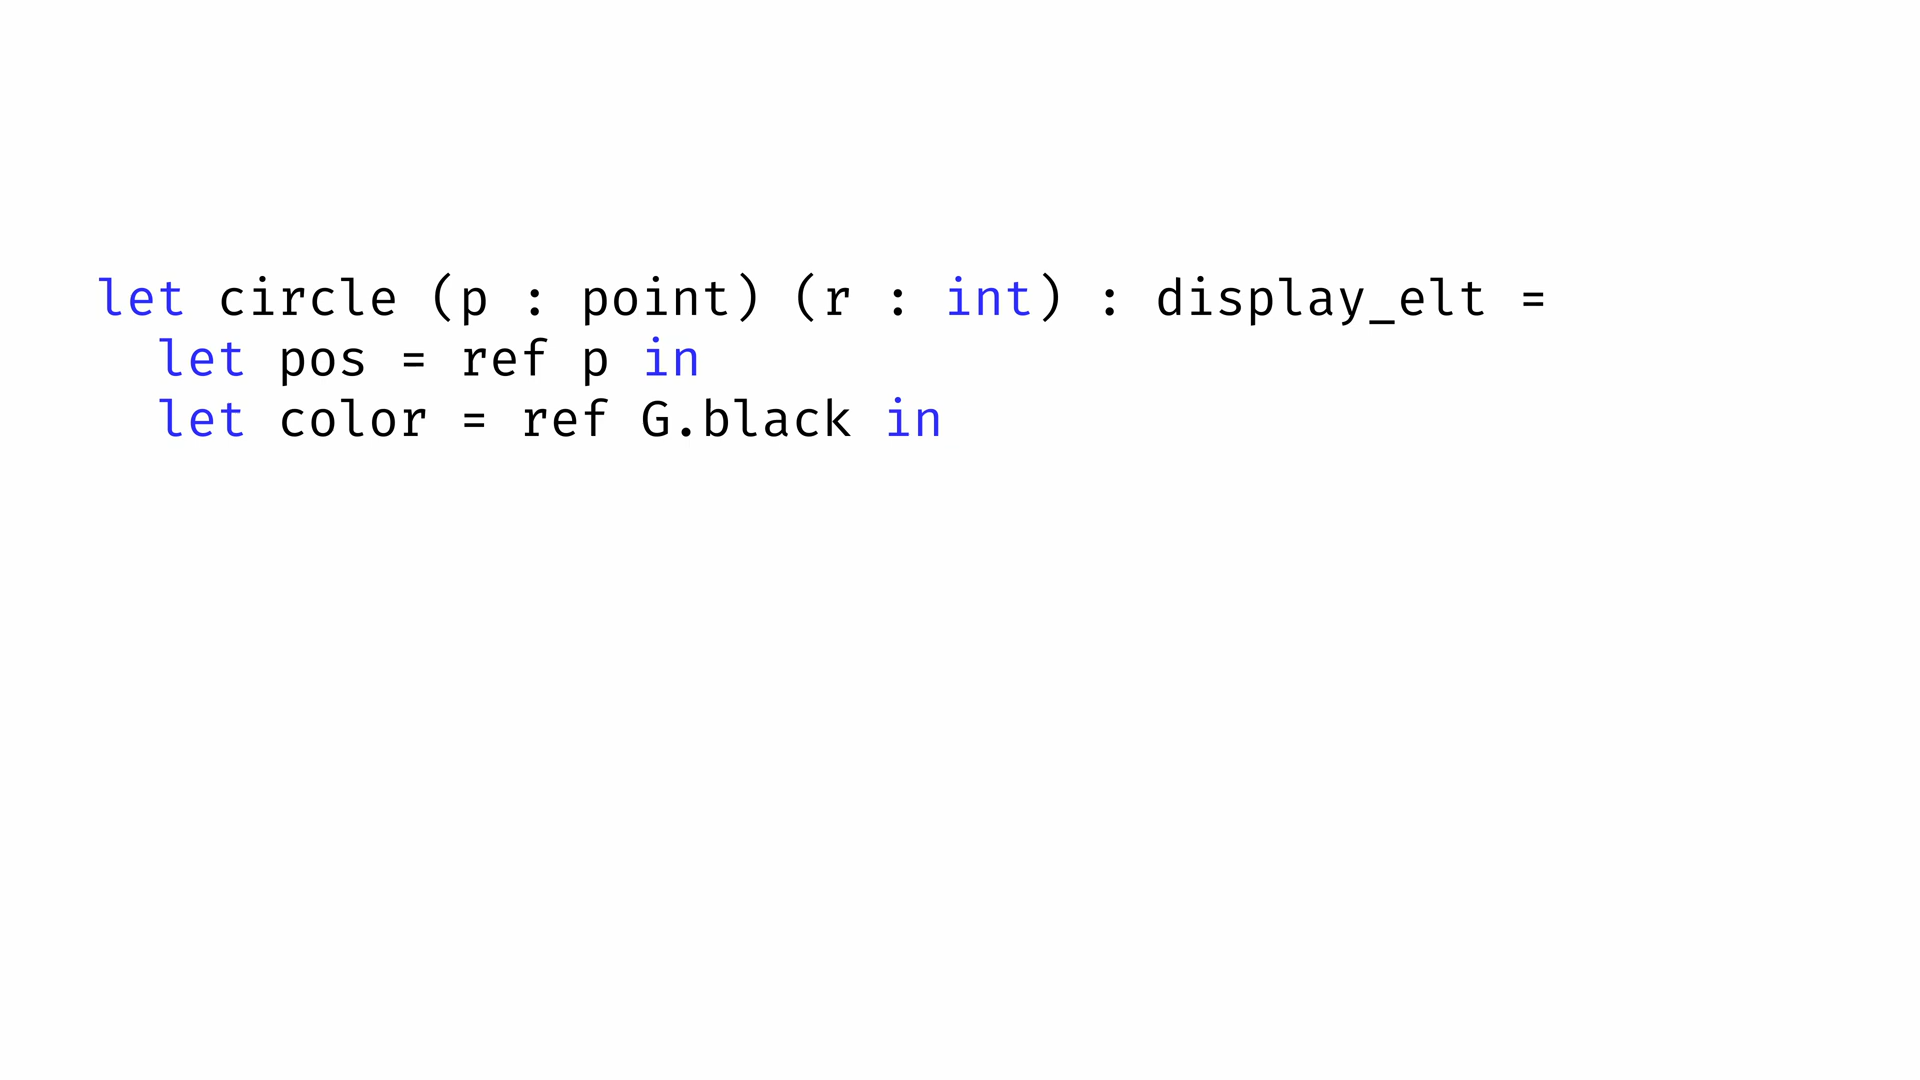 let circle (p : point) (r : int) : display_elt =
  let pos = ref p in
  let color = ref G.black in